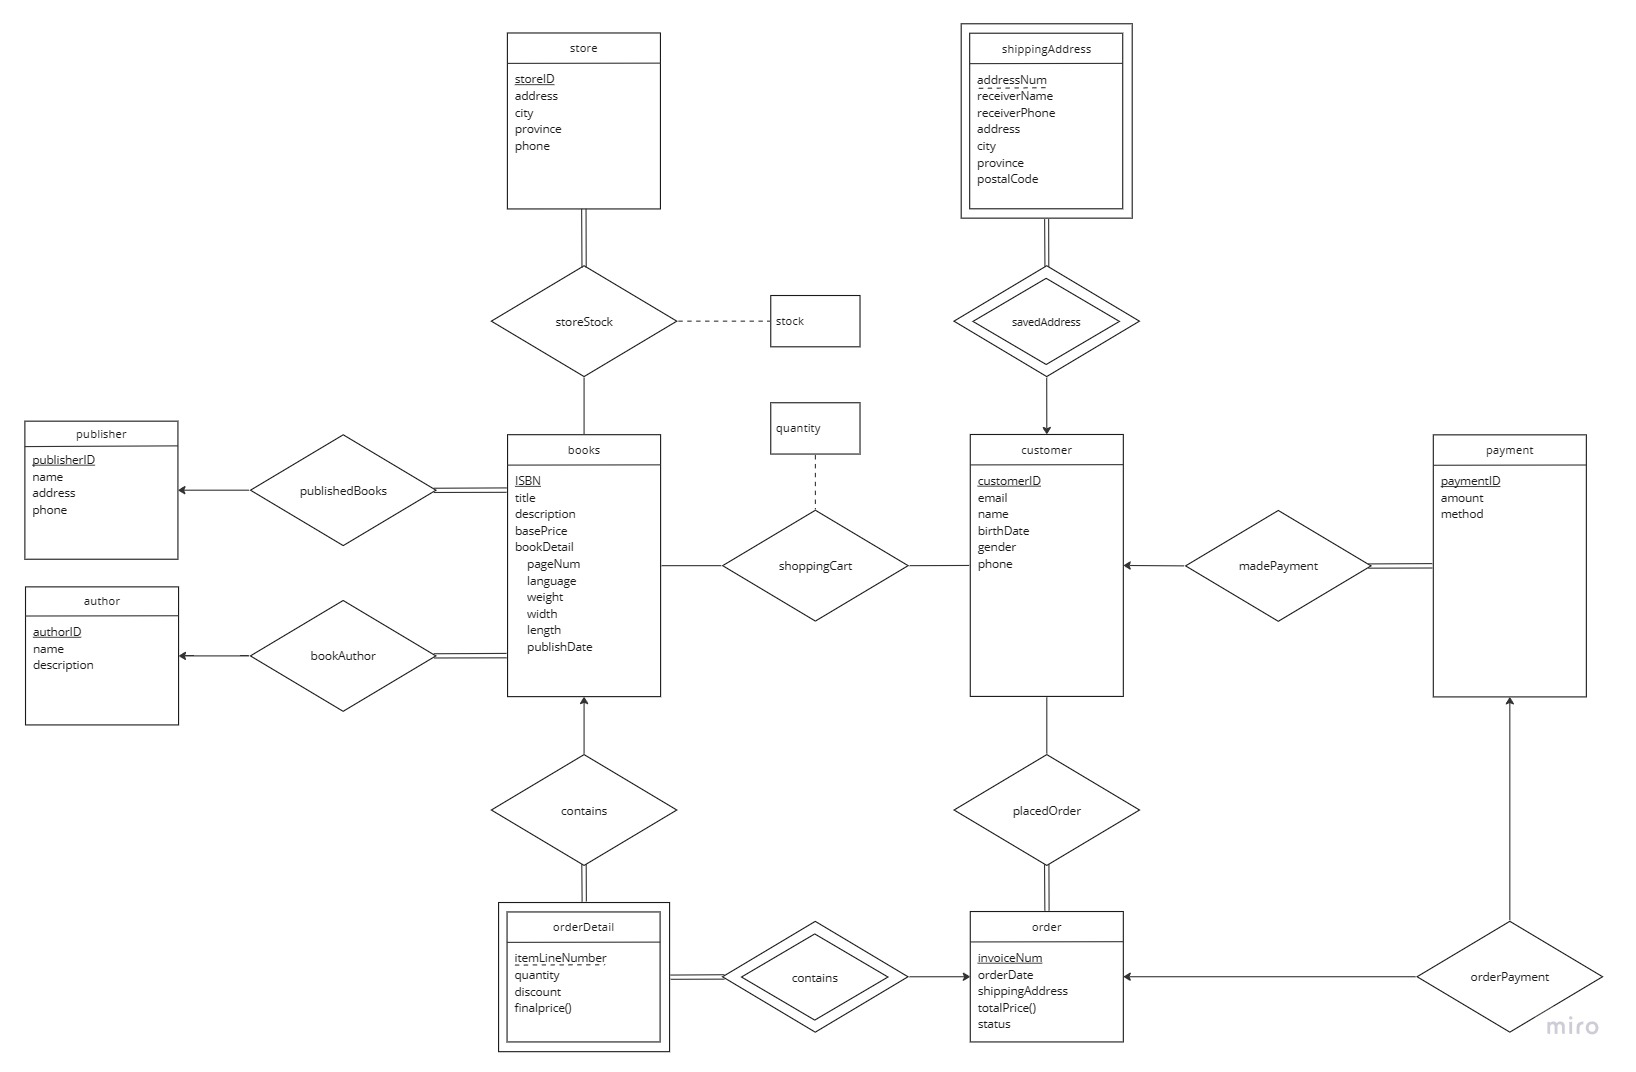 store
storeID
address
city
province
phone
shippingAddress
addressNum
receiverName
receiverPhone
address
city
province
postalCode
storeStock
stock
savedAddress
publisher
publisherID
name
address
phone
publishedBooks
books
ISBN
title
description
basePrice
bookDetail
pageNum
language
weight
width
length
publishDate
quantity
shoppingCart
customer
customerID
email
name
birthDate
gender
phone
madePayment
payment
paymentID
amount
method
author
authorID
name
description
bookAuthor
contains
placedOrder
orderDetail
itemLineNumber
quantity
discount
finalprice()
contains
order
invoiceNum
orderDate
shippingAddress
totalPrice()
status
orderPayment
miro